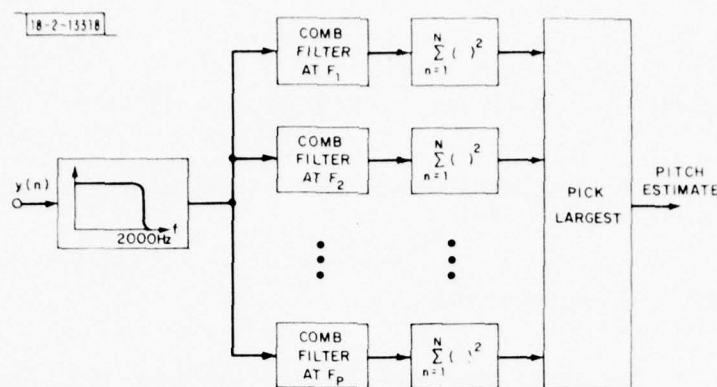 18-2-13318
COMB
FILTER
AT F₁
N
Σ ( )²
n=1
COMB
FILTER
AT F₂
N
Σ ( )²
n=1
y(n)
f
2000Hz
PICK
LARGEST
PITCH
ESTIMATE
COMB
FILTER
AT Fₚ
N
Σ ( )²
n=1